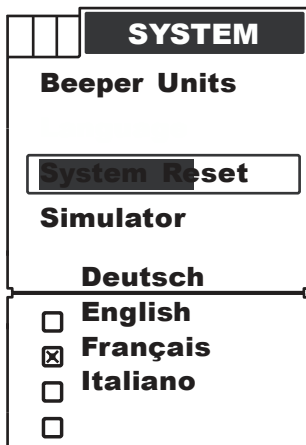 SYSTEM
Beeper Units
System Reset
Simulator
Deutsch
English
Français
Italiano